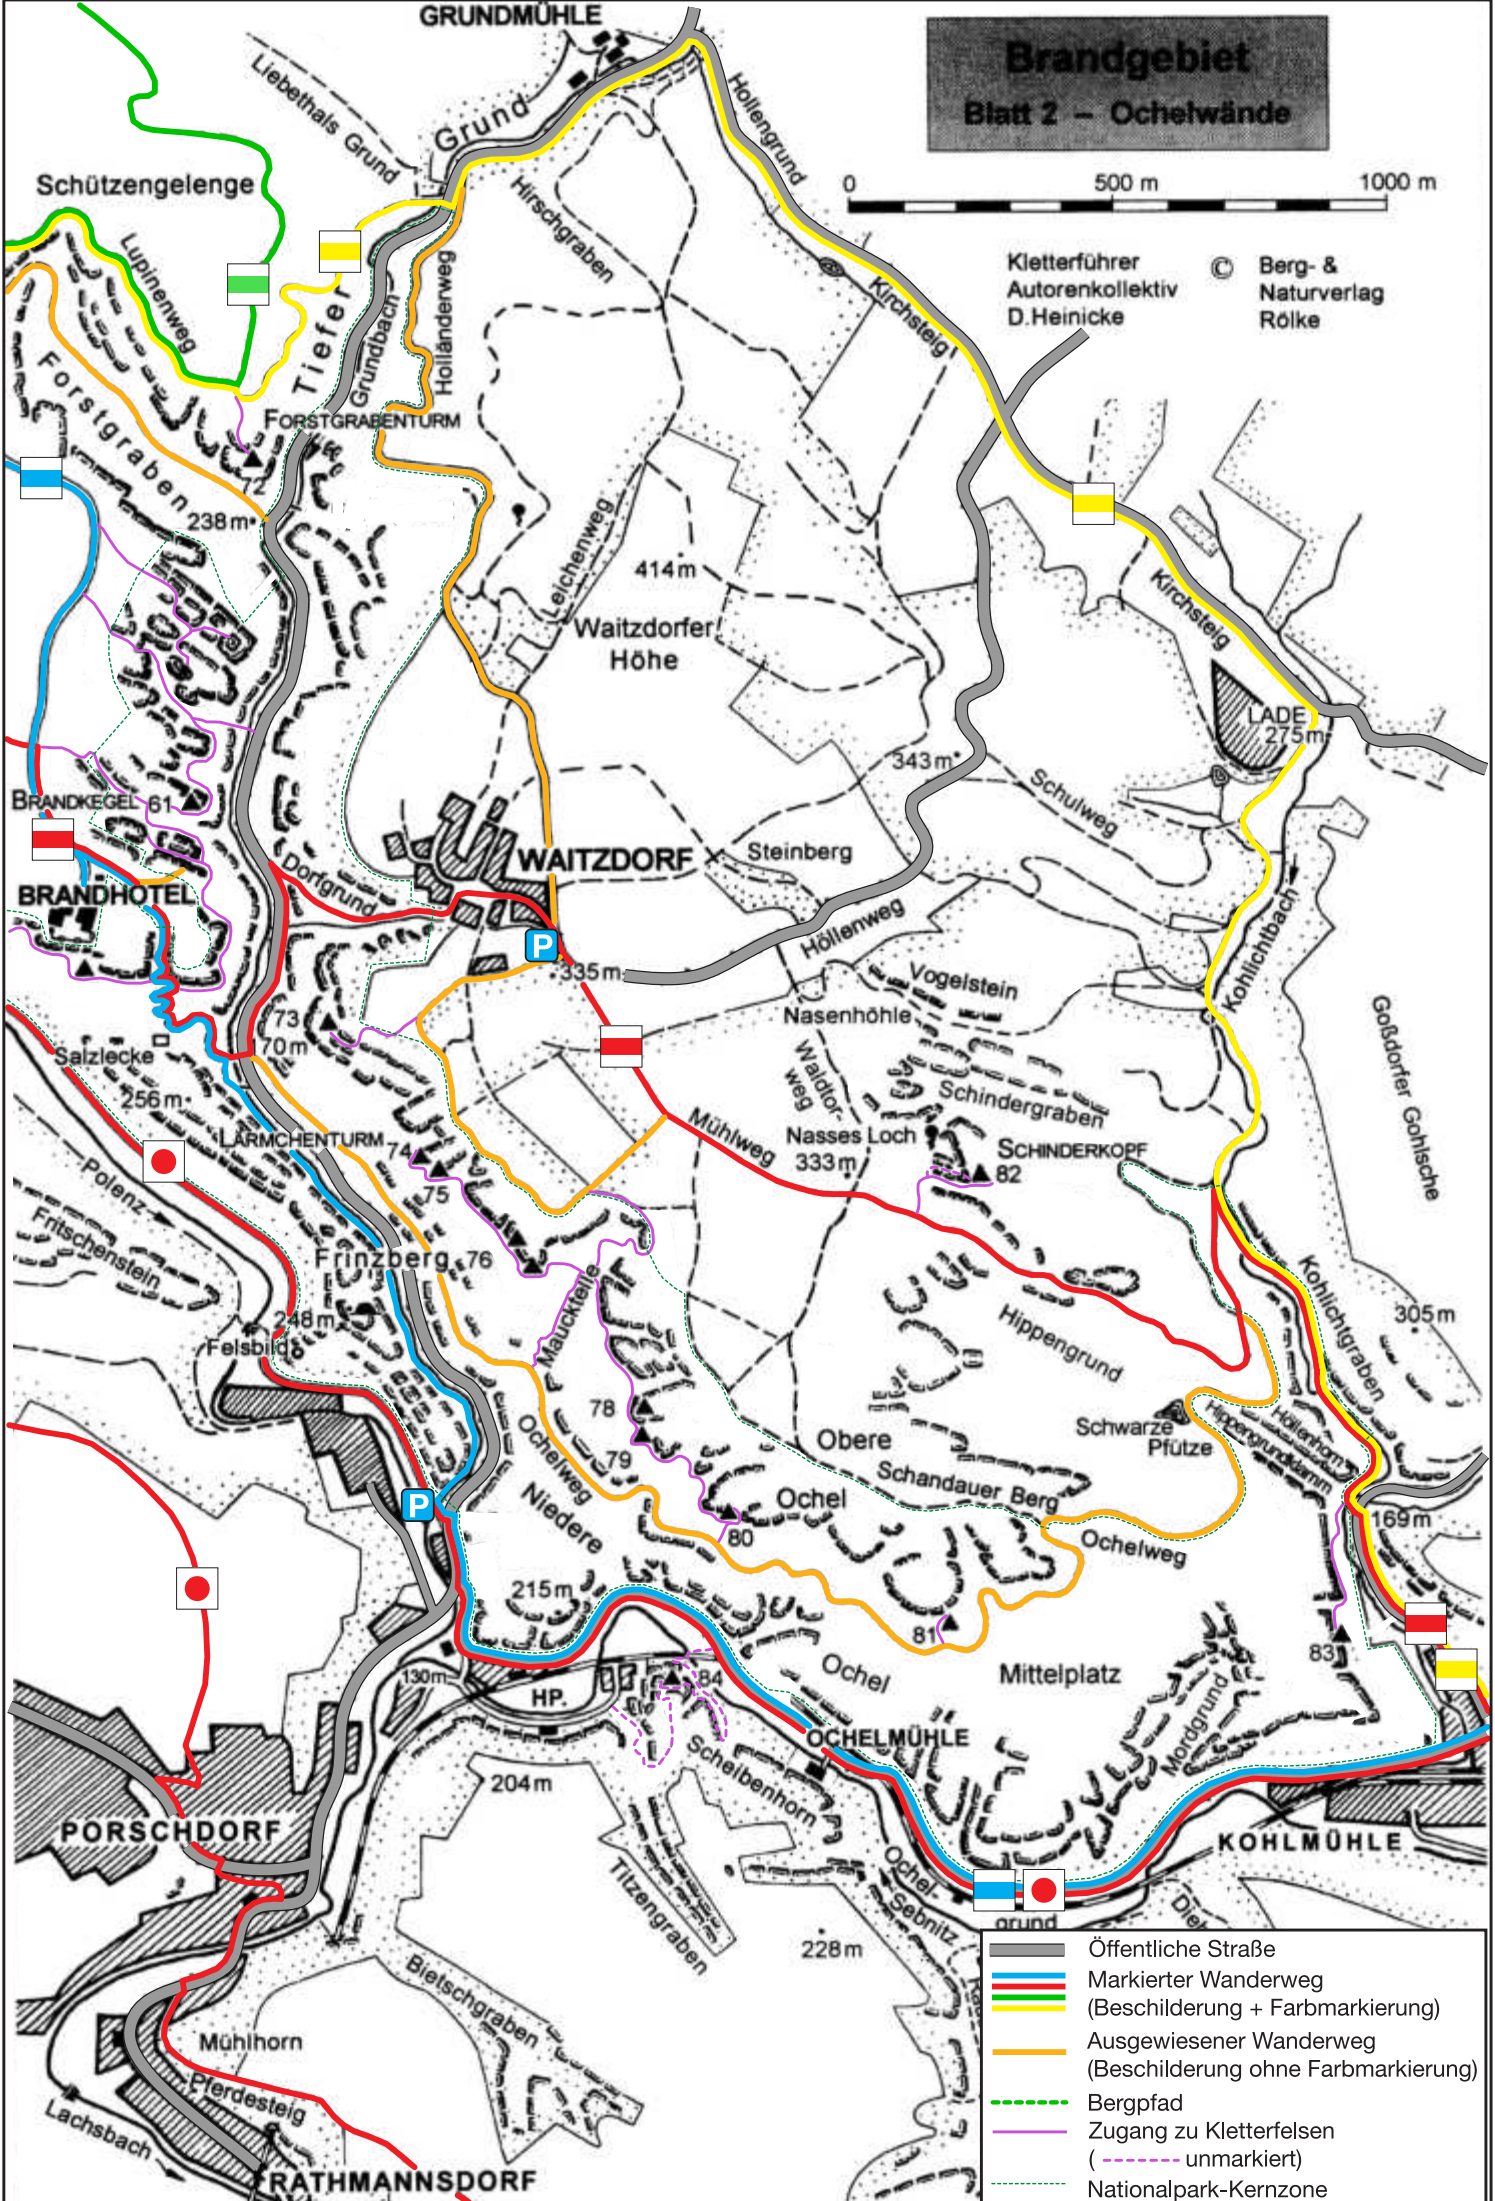 GRUNDMÜHLE
Brandgebiet
Blatt 2 – Ochelwände
0 500 m 1000 m
Kletterführer
Autorenkollektiv
D.Heinicke
© Berg- &
Naturverlag
Rölke
Liebethals Grund
Grund
Hollengrund
Schützengelenge
Hirschgraben
Lupinenweg
Tiefer
Grundbach
Holländerweg
Kirchsteig
Forstgraben
FORSTGRABENTURM
72
238m
Leichenweg
414m
Waitzdorfer
Höhe
Kirchsteig
LADE
275m
343m
Schulweg
BRANDKEGEL 61
WAITZDORF
Steinberg
Dorfgrund
BRANDHOTEL
P
Höllenweg
335m
Vogelstein
Kohlichtbach
Nasenhöhle
73
170m
Salzlecke
256m
Waldtor-
weg
Schindergraben
Goßdorfer Gohlsche
LARMCHENTURM 74
Mühlweg
Nasses Loch
333m
SCHINDERKOPF
82
75
Polenz
Fritschenstein
Frinzberg
76
Mauckteile
248m
Felsbild
Hippengrund
Kohlichtgraben
305m
78
Ochelweg
79
Obere
Schwarze
Pfütze
Hippengrunddamm
Höllenhorn
Schandauer Berg
Ochel
P
Niedere
80
Ochelweg
169m
215m
81
83
130m
HP.
84
Ochel
Mittelplatz
Mordgrund
OCHELMÜHLE
204m
Scheibenhorn
PORSCHDORF
KOHLMÜHLE
Titzengraben
Ochel-
grund
Sebnitz
228m
Bietschgraben
Mühlhorn
Pferdesteig
Lachsbach
RATHMANNSDORF
Öffentliche Straße
Markierter Wanderweg
(Beschilderung + Farbmarkierung)
Ausgewiesener Wanderweg
(Beschilderung ohne Farbmarkierung)
Bergpfad
Zugang zu Kletterfelsen
( unmarkiert)
Nationalpark-Kernzone